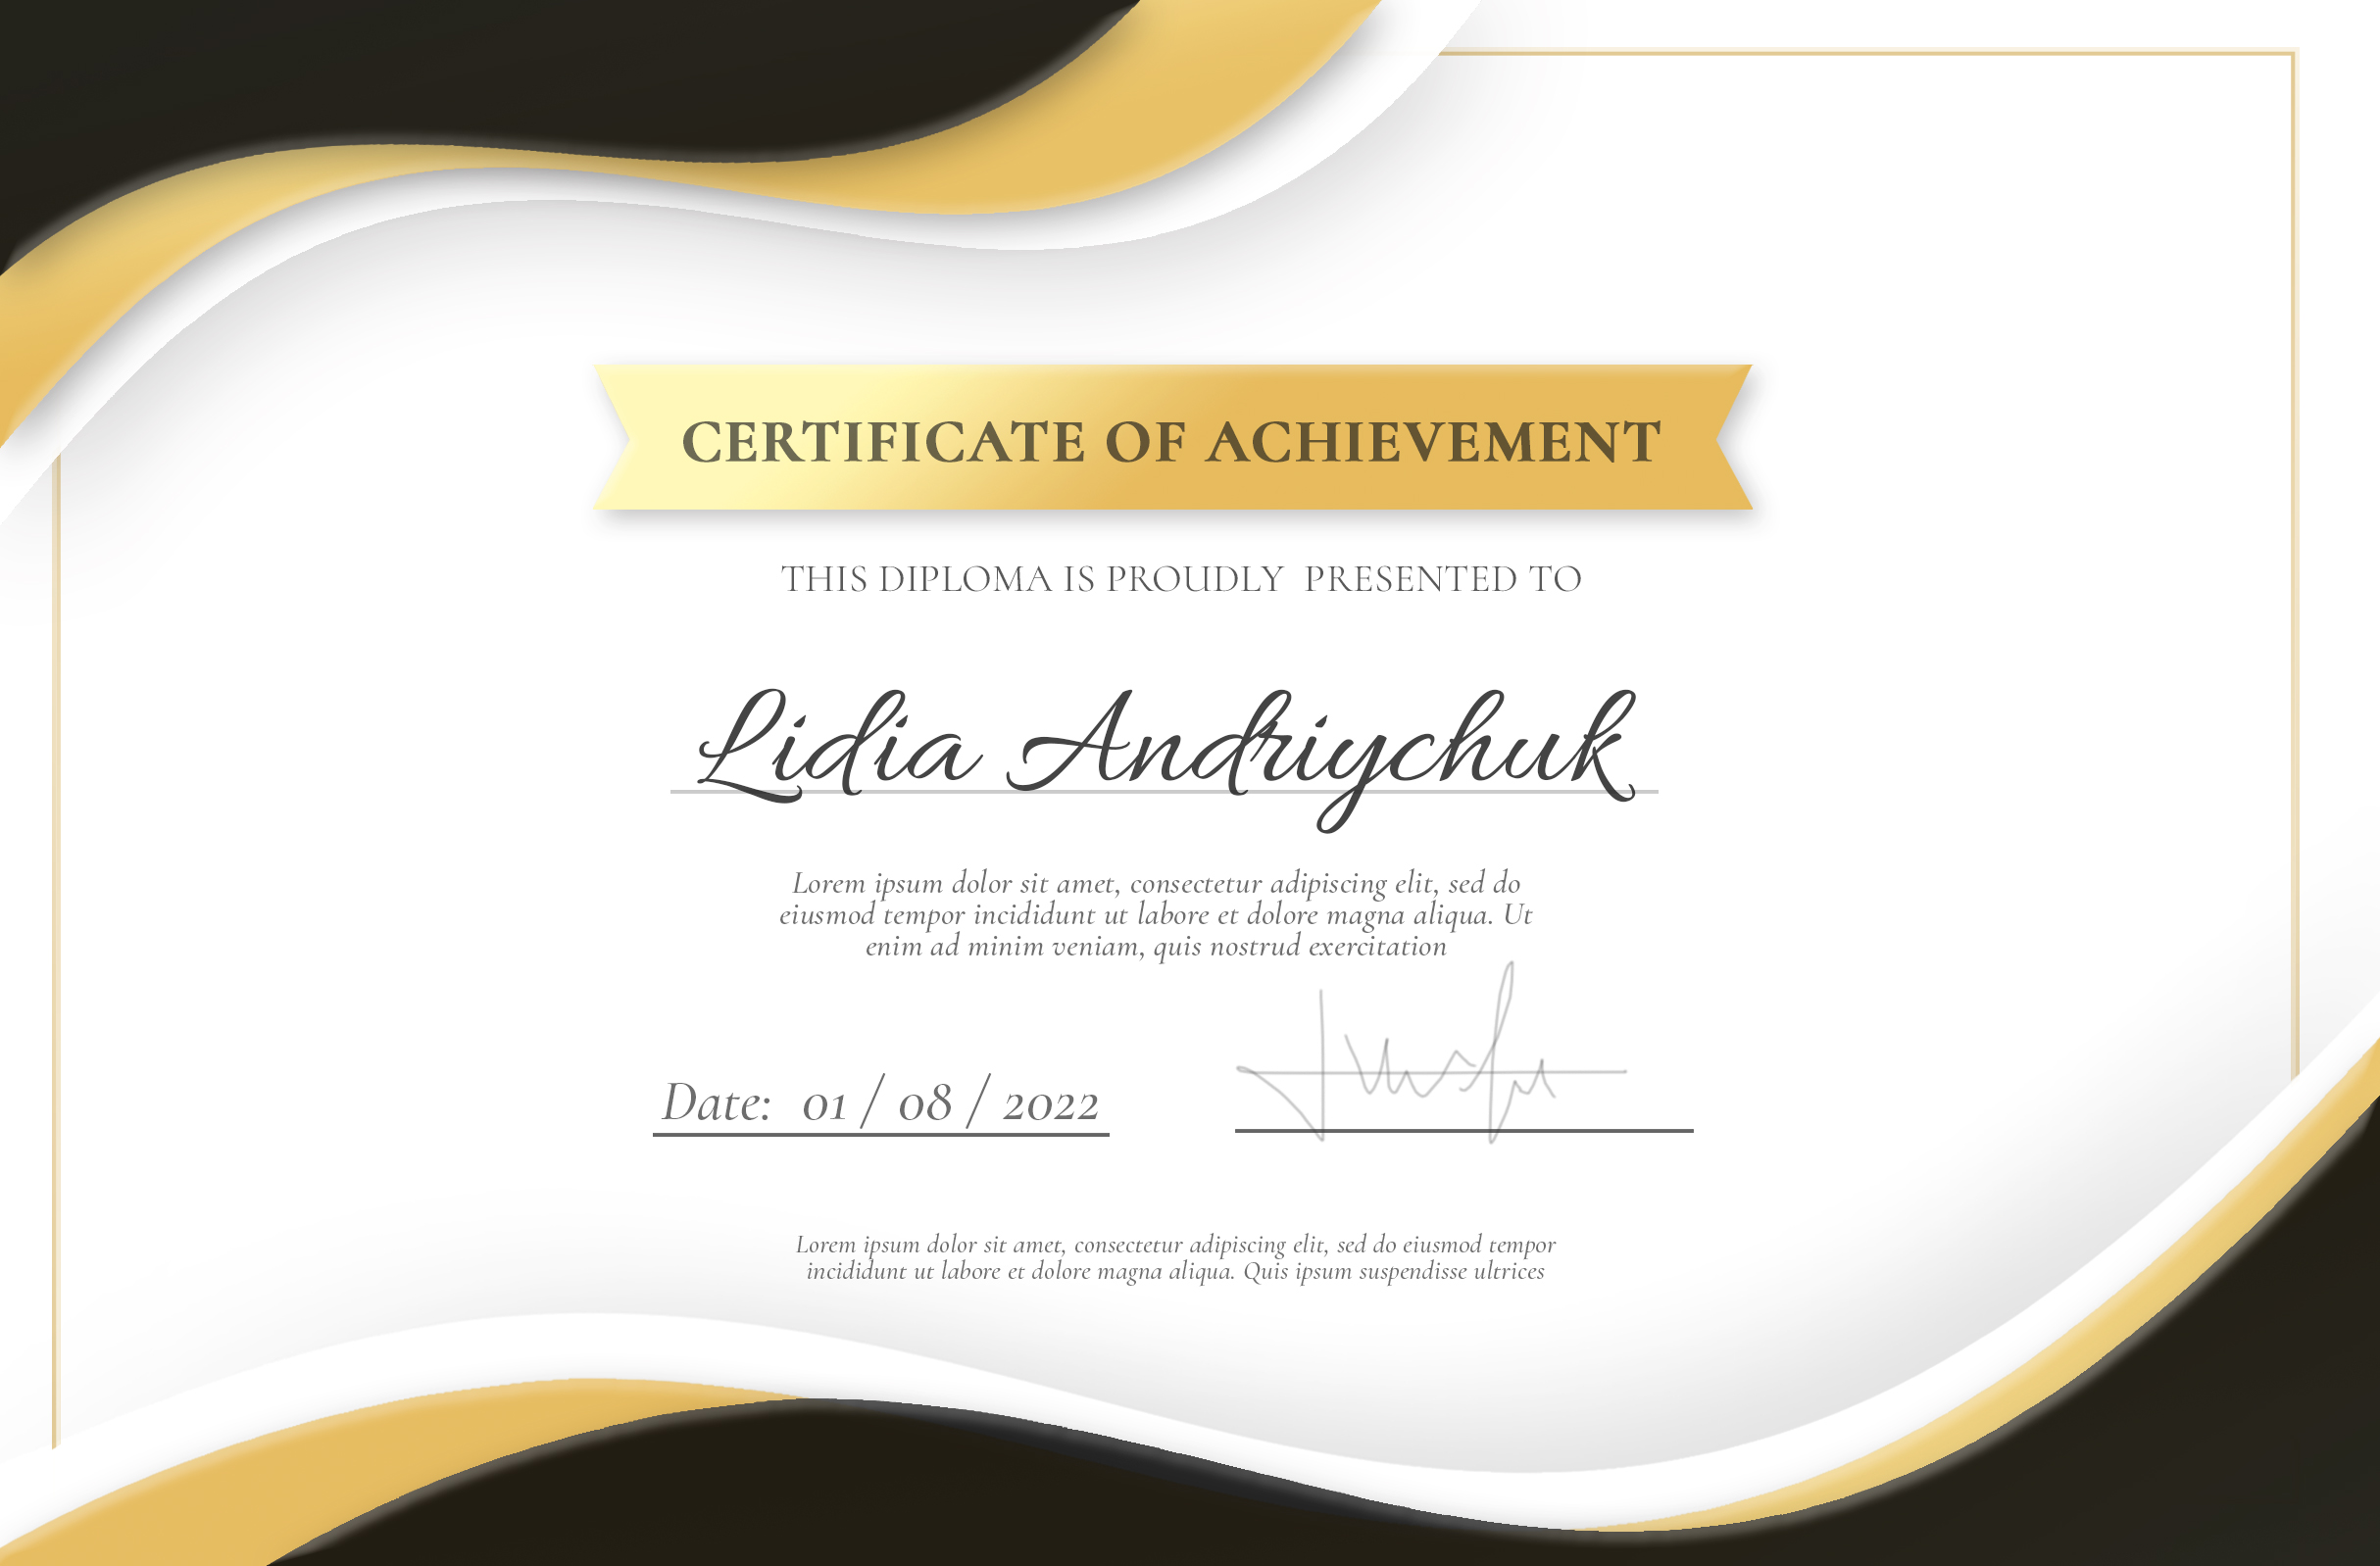 CERTIFICATE OF ACHIEVEMENT
THIS DIPLOMA IS PROUDLY PRESENTED TO
Lidia Andriychuk
Lorem ipsum dolor sit amet, consectetur adipiscing elit, sed do
eiusmod tempor incididunt ut labore et dolore magna aliqua. Ut
enim ad minim veniam, quis nostrud exercitation
Date: 01 / 08 / 2022
Lorem ipsum dolor sit amet, consectetur adipiscing elit, sed do eiusmod tempor
incididunt ut labore et dolore magna aliqua. Quis ipsum suspendisse ultrices